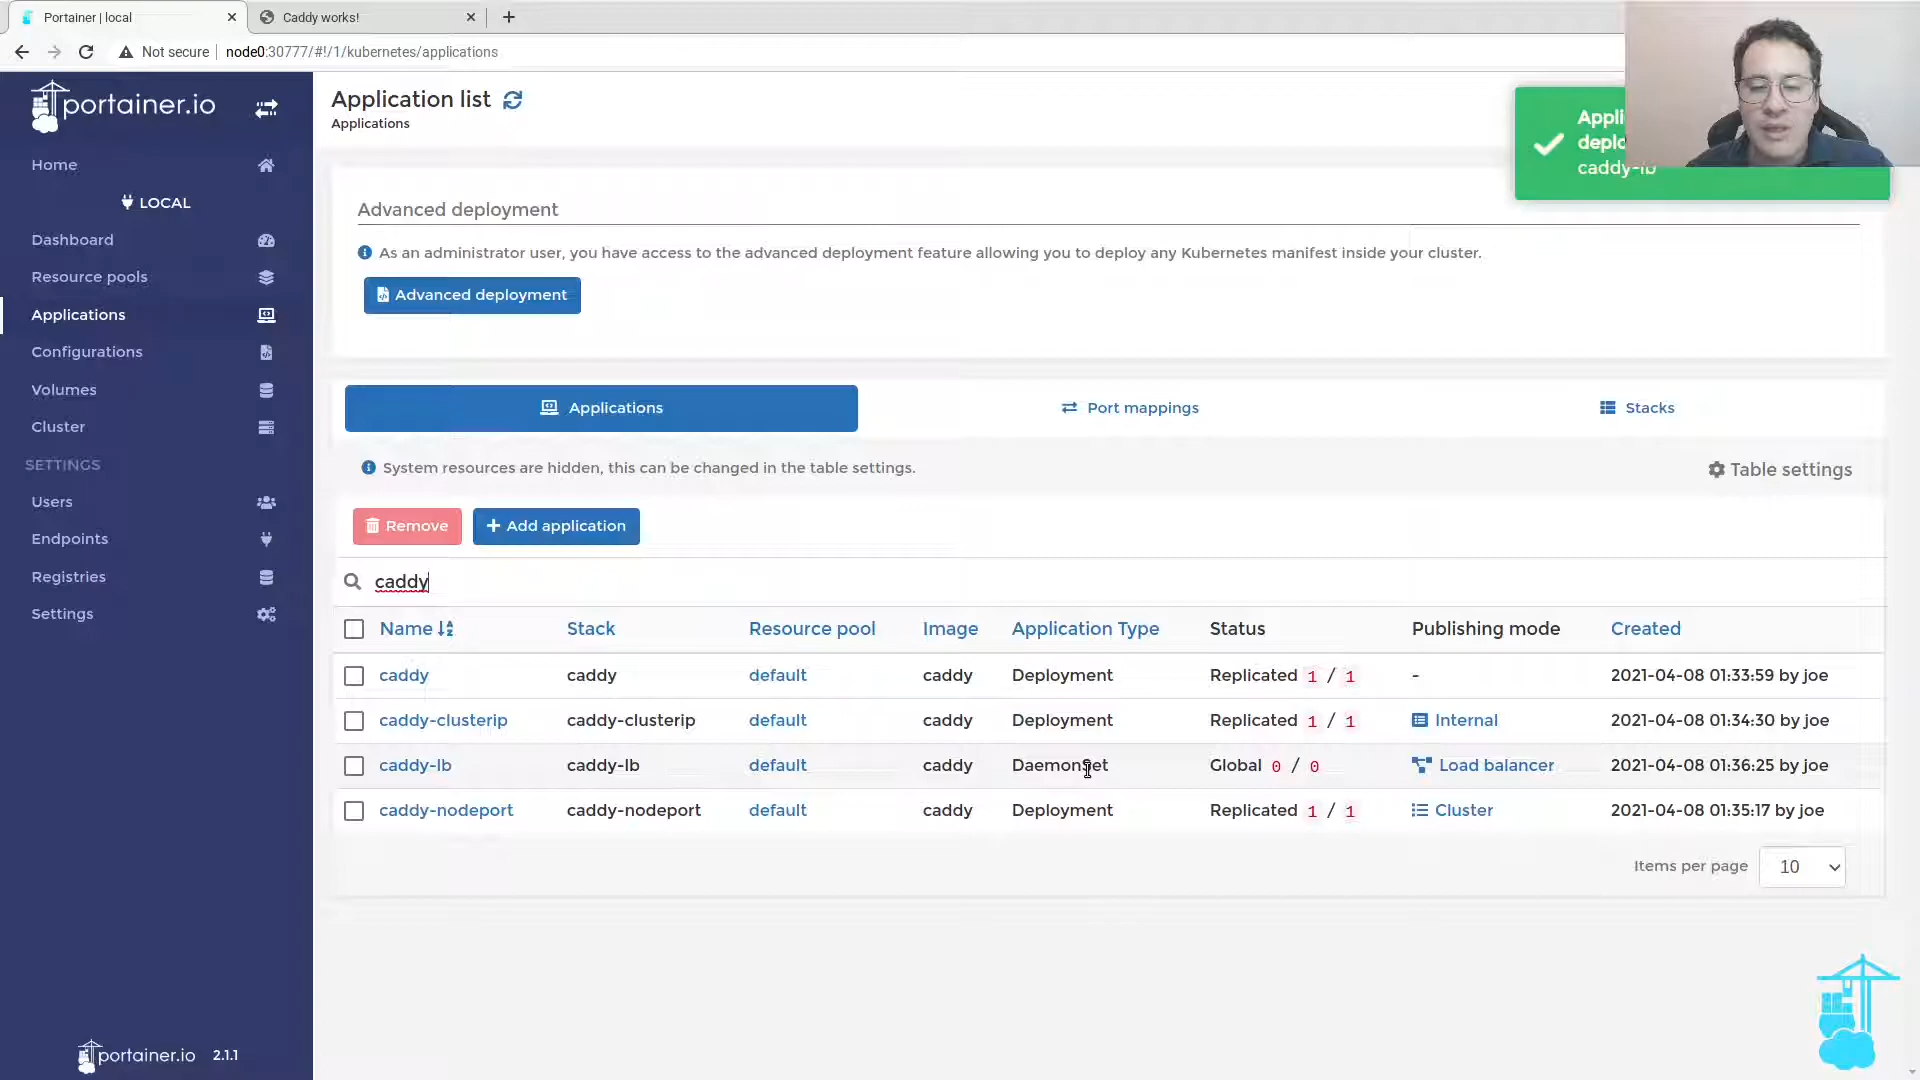 Portainer | local
Caddy works!
Not secure
node0:30777/#!/1/kubernetes/applications
portainer.io
Home
LOCAL
Dashboard
Resource pools
Applications
Configurations
Volumes
Cluster
SETTINGS
Users
Endpoints
Registries
Settings
portainer.io 2.1.1
Application list
Applications
caddy-lb
Advanced deployment
As an administrator user, you have access to the advanced deployment feature allowing you to deploy any Kubernetes manifest inside your cluster.
Advanced deployment
Applications
Port mappings
Stacks
System resources are hidden, this can be changed in the table settings.
Table settings
Remove
Add application
caddy
Name Stack Resource pool Image Application Type Status Publishing mode Created
caddy caddy default caddy Deployment Replicated 1 / 1 - 2021-04-08 01:33:59 by joe
caddy-clusterip caddy-clusterip default caddy Deployment Replicated 1 / 1 Internal 2021-04-08 01:34:30 by joe
caddy-lb caddy-lb default caddy DaemonSet Global 0 / 0 Load balancer 2021-04-08 01:36:25 by joe
caddy-nodeport caddy-nodeport default caddy Deployment Replicated 1 / 1 Cluster 2021-04-08 01:35:17 by joe
Items per page 10